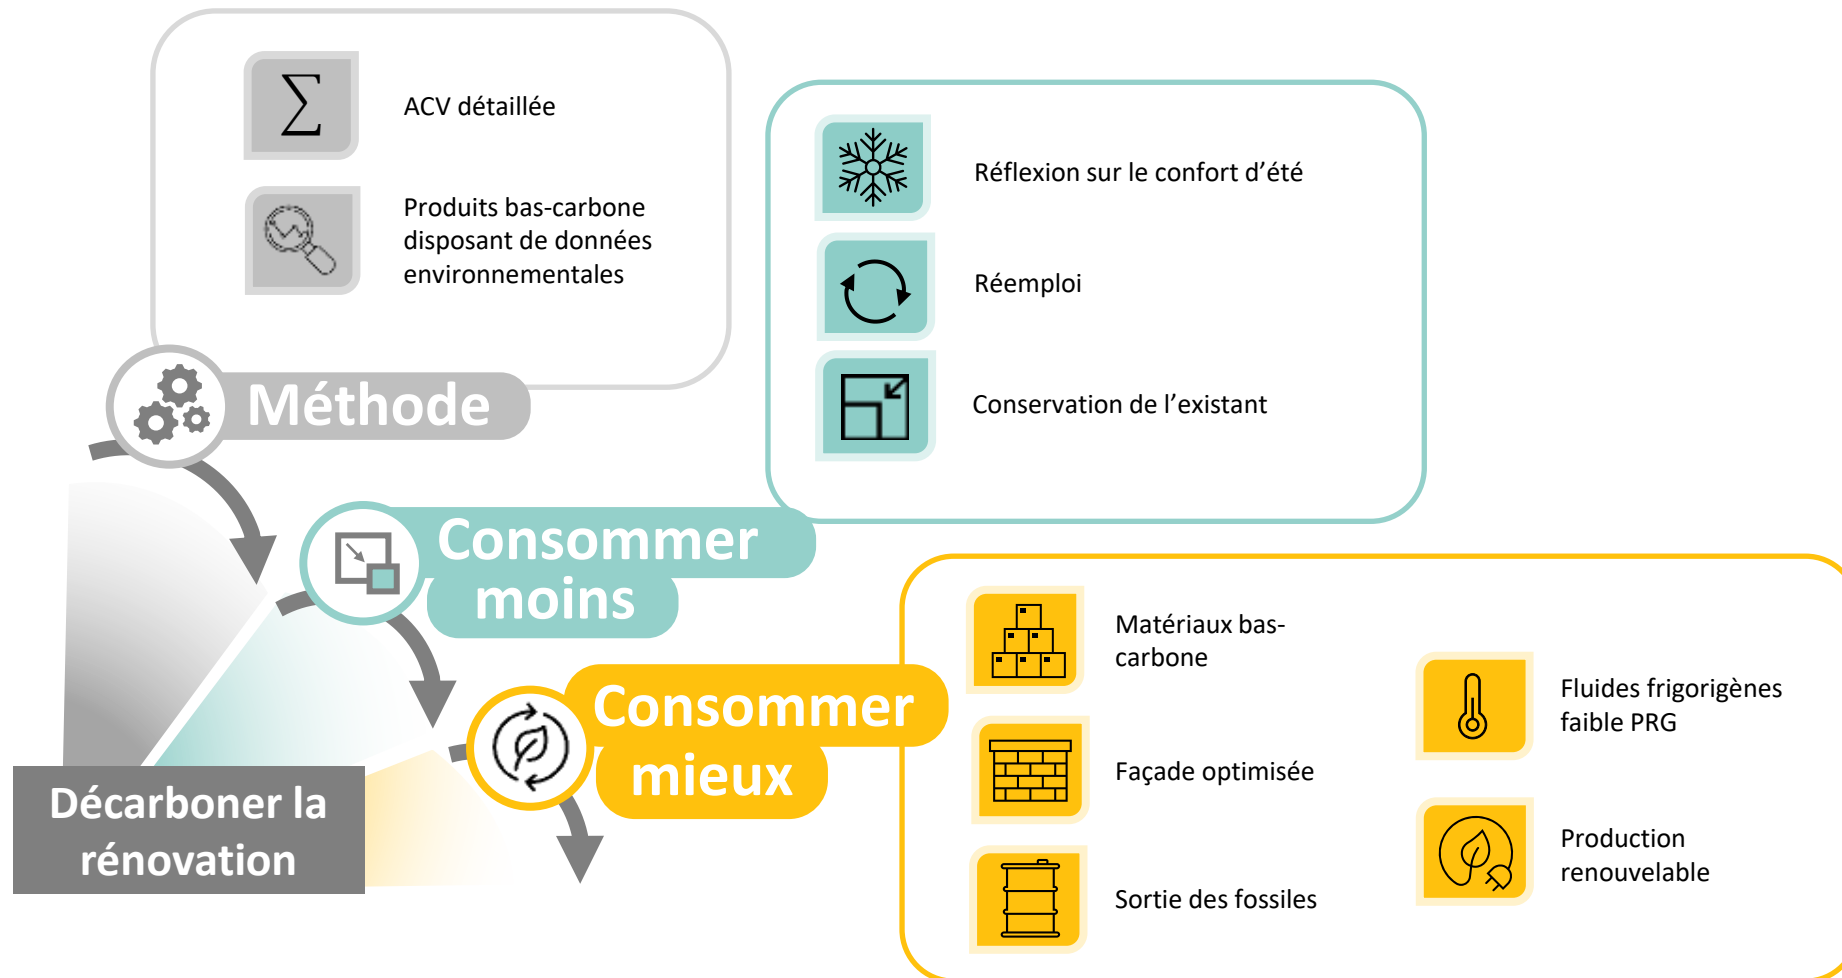 ∑
ACV détaillée
Produits bas-carbone
disposant de données
environnementales
Méthode
Réflexion sur le confort d’été
Réemploi
Conservation de l’existant
Consommer
moins
Matériaux bas-
carbone
Façade optimisée
Sortie des fossiles
Fluides frigorigènes
faible PRG
Production
renouvelable
Consommer
mieux
Décarboner la
rénovation